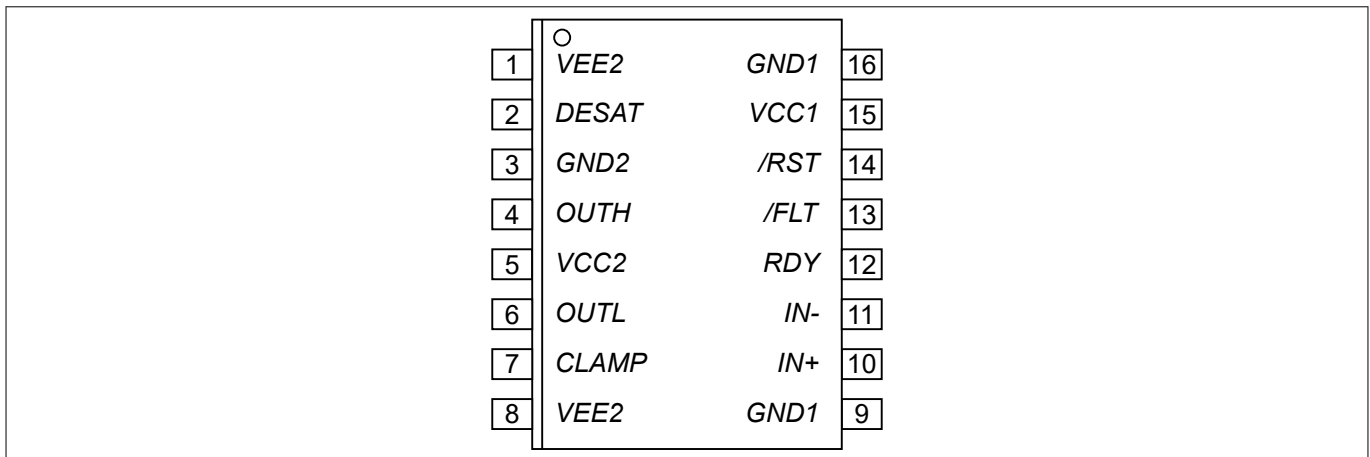 1 VEE2 GND1 16
2 DESAT VCC1 15
3 GND2 /RST 14
4 OUTH /FLT 13
5 VCC2 RDY 12
6 OUTL IN- 11
7 CLAMP IN+ 10
8 VEE2 GND1 9